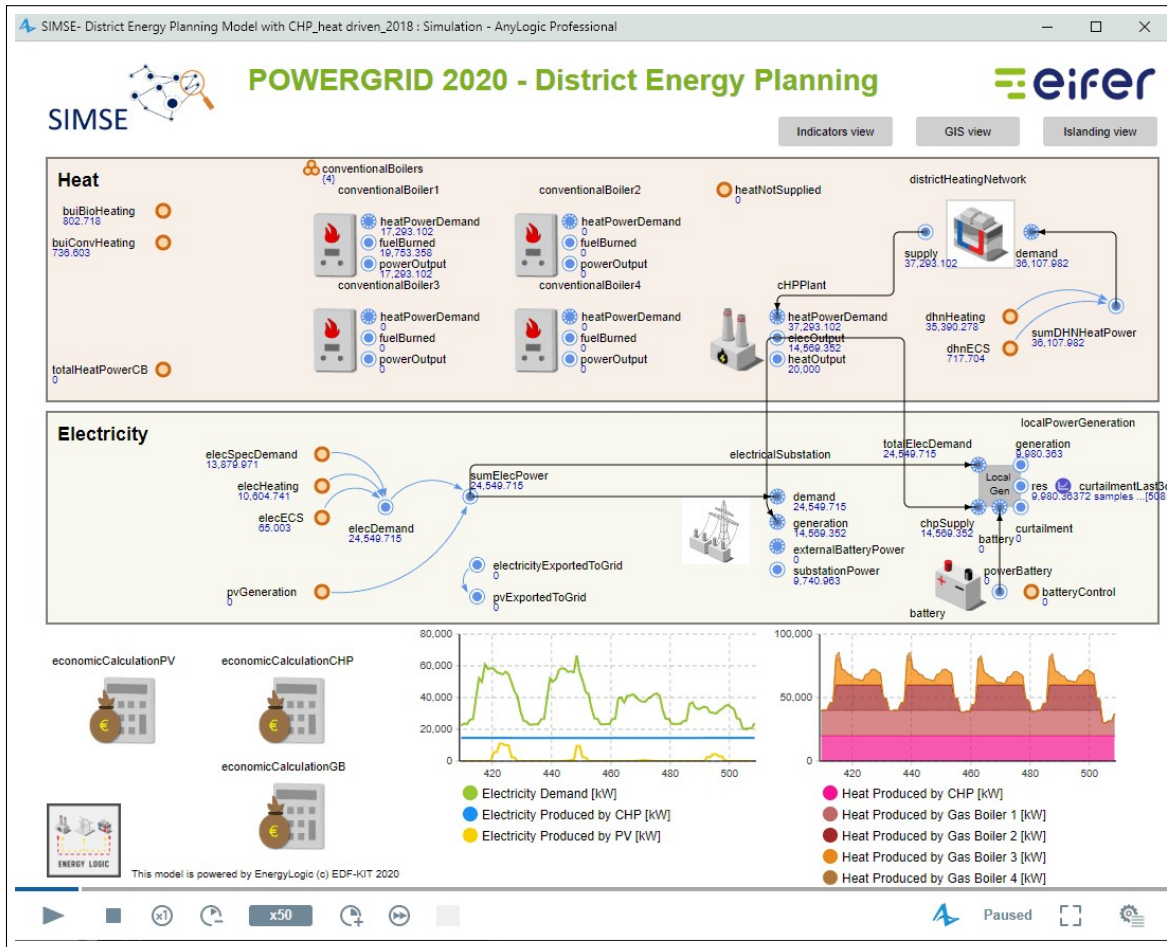 SIMSE- District Energy Planning Model with CHP_heat driven_2018 : Simulation - AnyLogic Professional
SIMSE
POWERGRID 2020 - District Energy Planning
eifer
Indicators view
GIS view
Islanding view
Heat
buiBioHeating
802.718
buiConvHeating
736.603
totalHeatPowerCB
0
conventionalBoilers
{4}
conventionalBoiler1
heatPowerDemand
17,293.102
fuelBurned
19,753.358
powerOutput
17,293.102
conventionalBoiler2
heatPowerDemand
0
fuelBurned
0
powerOutput
0
conventionalBoiler3
heatPowerDemand
0
fuelBurned
0
powerOutput
0
conventionalBoiler4
heatPowerDemand
0
fuelBurned
0
powerOutput
0
heatNotSupplied
0
districtHeatingNetwork
supply
37,293.102
demand
36,107.982
cHPPlant
heatPowerDemand
37,293.102
elecOutput
14,569.352
heatOutput
20,000
dhnHeating
35,390.278
dhnECS
717.704
sumDHNHeatPower
36,107.982
Electricity
elecSpecDemand
13,879.971
elecHeating
10,604.741
elecECS
65.003
elecDemand
24,549.715
pvGeneration
0
sumElecPower
24,549.715
electricityExportedToGrid
0
pvExportedToGrid
0
electricalSubstation
demand
24,549.715
generation
14,569.352
externalBatteryPower
0
substationPower
9,740.963
localPowerGeneration
totalElecDemand
24,549.715
generation
9,980.363
Local
Gen
res
curtailmentLast3d
9,980.363
72 samples ...[508
chpSupply
14,569.352
curtailment
0
battery
0
powerBattery
0
batteryControl
0
battery
economicCalculationPV
economicCalculationCHP
economicCalculationGB
€
€
€
80,000
60,000
40,000
20,000
0
420
440
460
480
500
Electricity Demand [kW]
Electricity Produced by CHP [kW]
Electricity Produced by PV [kW]
100,000
50,000
0
420
440
460
480
500
Heat Produced by CHP [kW]
Heat Produced by Gas Boiler 1 [kW]
Heat Produced by Gas Boiler 2 [kW]
Heat Produced by Gas Boiler 3 [kW]
Heat Produced by Gas Boiler 4 [kW]
ENERGY LOGIC
This model is powered by EnergyLogic (c) EDF-KIT 2020
x1
x50
Paused